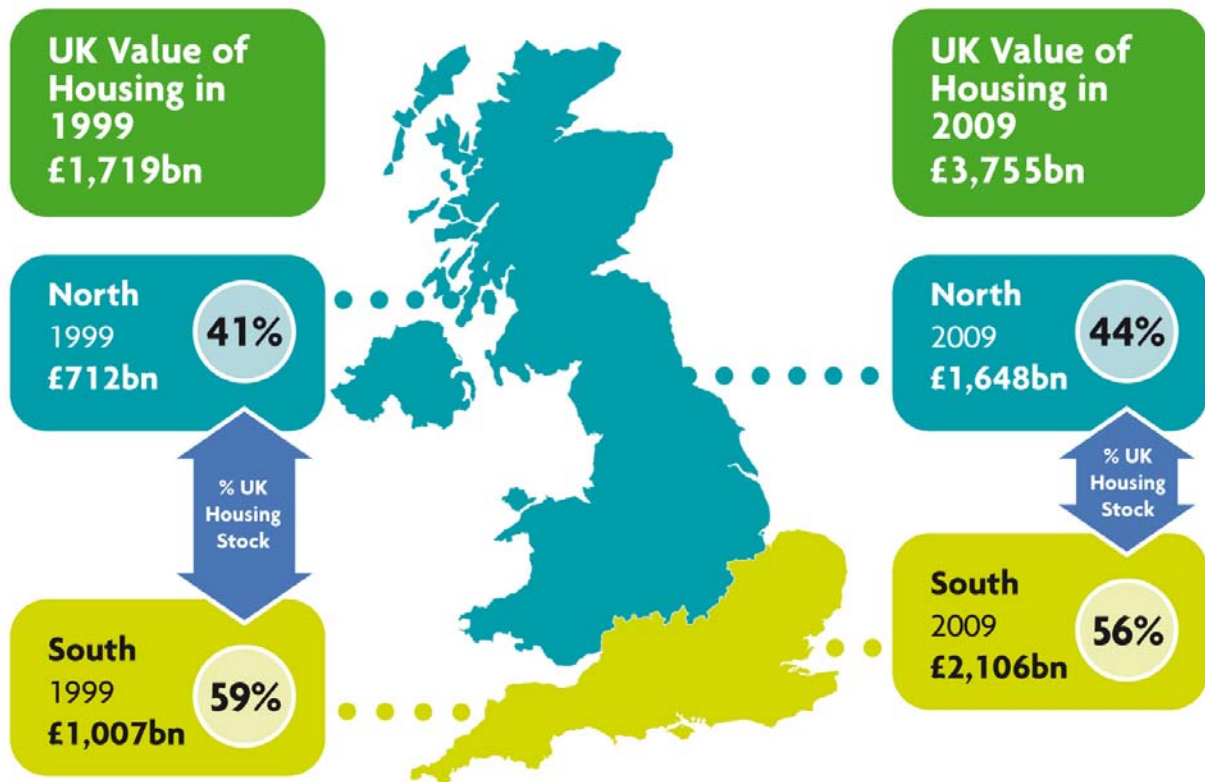 UK Value of
Housing in
1999
£1,719bn
North
1999
£712bn
41%
% UK
Housing
Stock
South
1999
£1,007bn
59%
UK Value of
Housing in
2009
£3,755bn
North
2009
£1,648bn
44%
% UK
Housing
Stock
South
2009
£2,106bn
56%